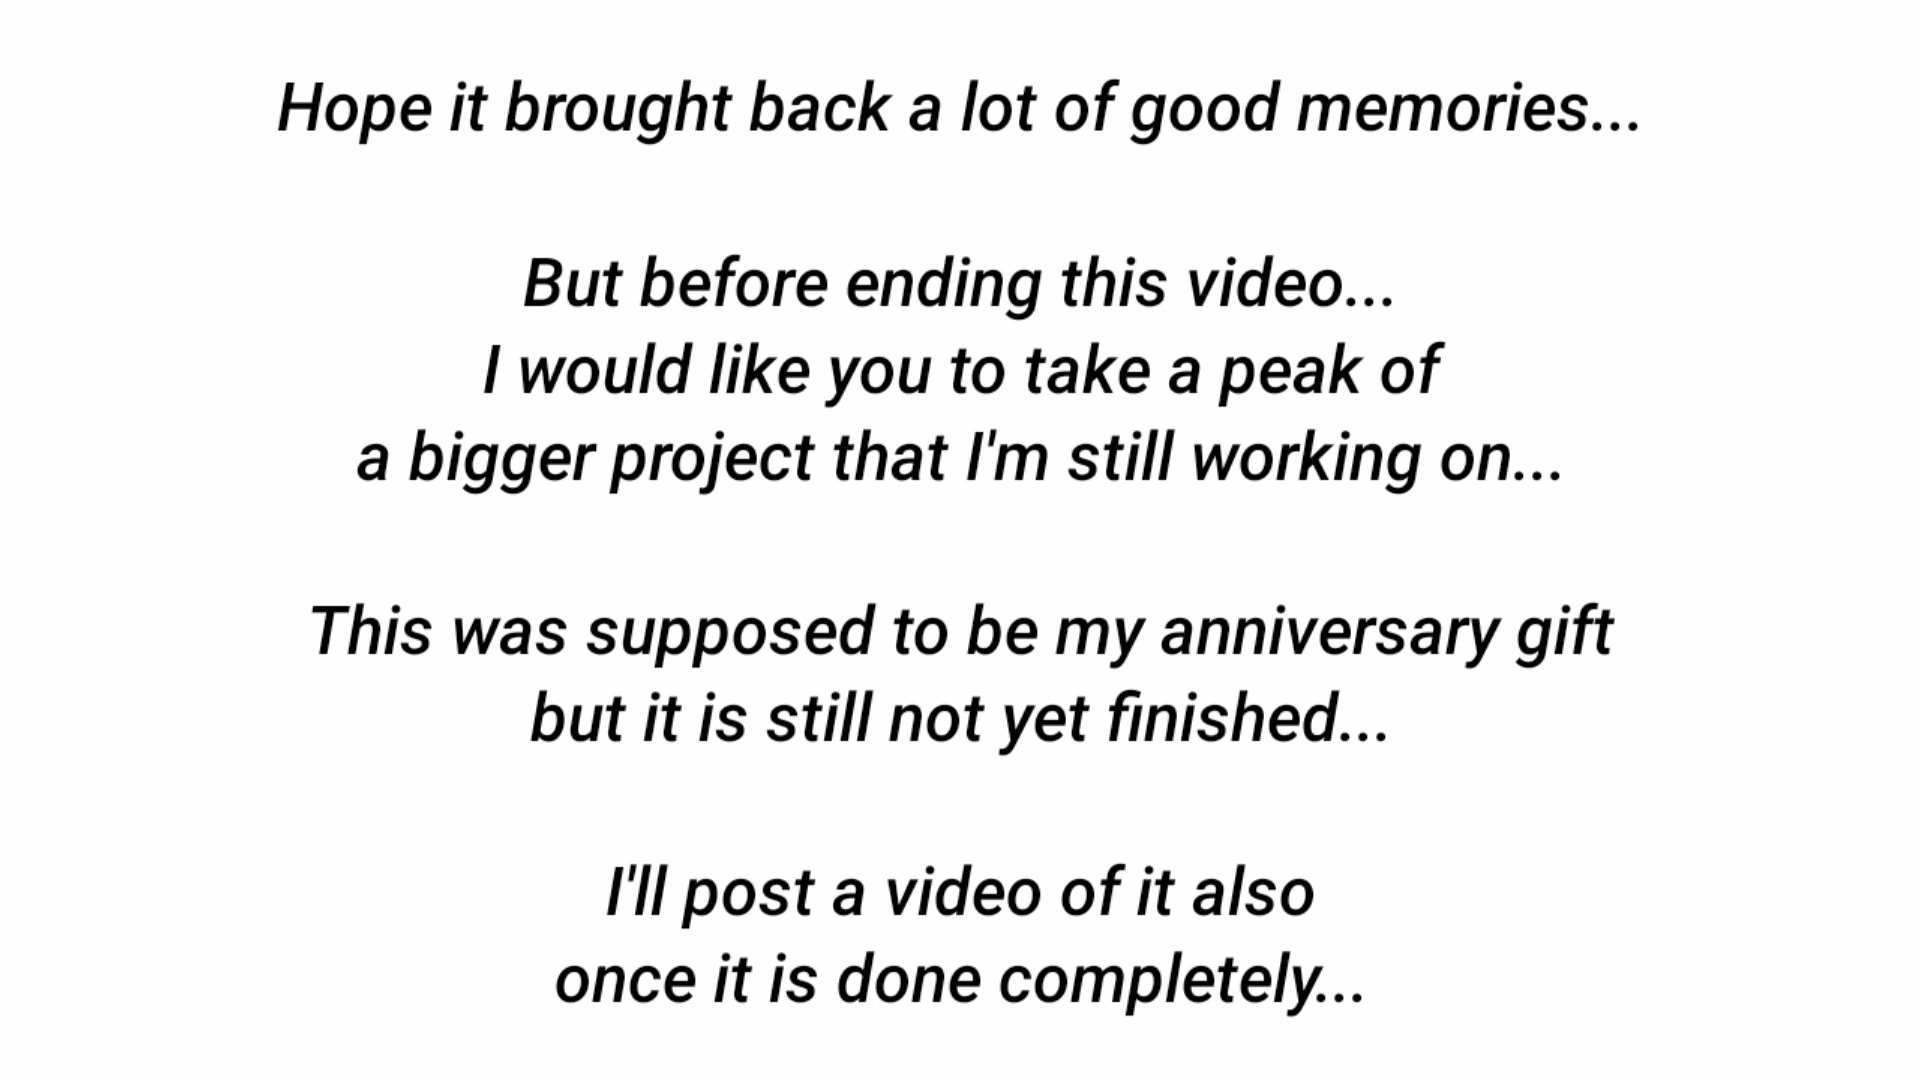 Hope it brought back a lot of good memories...
But before ending this video...
I would like you to take a peak of
a bigger project that I'm still working on...
This was supposed to be my anniversary gift
but it is still not yet finished...
I'll post a video of it also
once it is done completely...